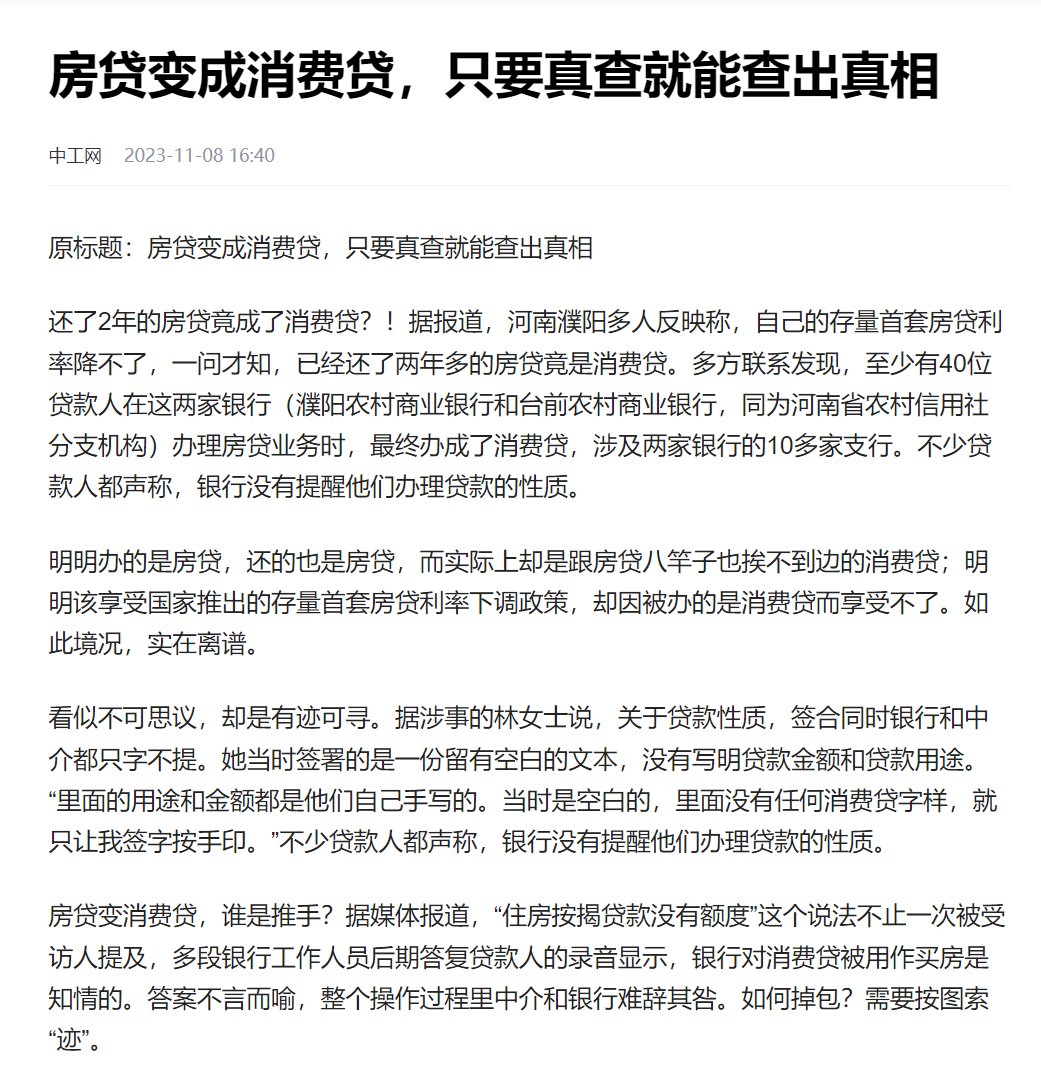 房贷变成消费贷，只要真查就能查出真相
中工网 2023-11-08 16:40
原标题：房贷变成消费贷，只要真查就能查出真相
还了2年的房贷竟成了消费贷？！据报道，河南濮阳多人反映称，自己的存量首套房贷利
率降不了，一问才知，已经还了两年多的房贷竟是消费贷。多方联系发现，至少有40位
贷款人在这两家银行（濮阳农村商业银行和台前农村商业银行，同为河南省农村信用社
分支机构）办理房贷业务时，最终办成了消费贷，涉及两家银行的10多家支行。不少贷
款人都声称，银行没有提醒他们办理贷款的性质。
明明办的是房贷，还的也是房贷，而实际上却是跟房贷八竿子也挨不到边的消费贷；明
明该享受国家推出的存量首套房贷利率下调政策，却因被办的是消费贷而享受不了。如
此境况，实在离谱。
看似不可思议，却是有迹可寻。据涉事的林女士说，关于贷款性质，签合同时银行和中
介都只字不提。她当时签署的是一份留有空白的文本，没有写明贷款金额和贷款用途。
“里面的用途和金额都是他们自己手写的。当时是空白的，里面没有任何消费贷字样，就
只让我签字按手印。”不少贷款人都声称，银行没有提醒他们办理贷款的性质。
房贷变消费贷，谁是推手？据媒体报道，“住房按揭贷款没有额度”这个说法不止一次被受
访人提及，多段银行工作人员后期答复贷款人的录音显示，银行对消费贷被用作买房是
知情的。答案不言而喻，整个操作过程里中介和银行难辞其咎。如何掉包？需要按图索
“迹”。